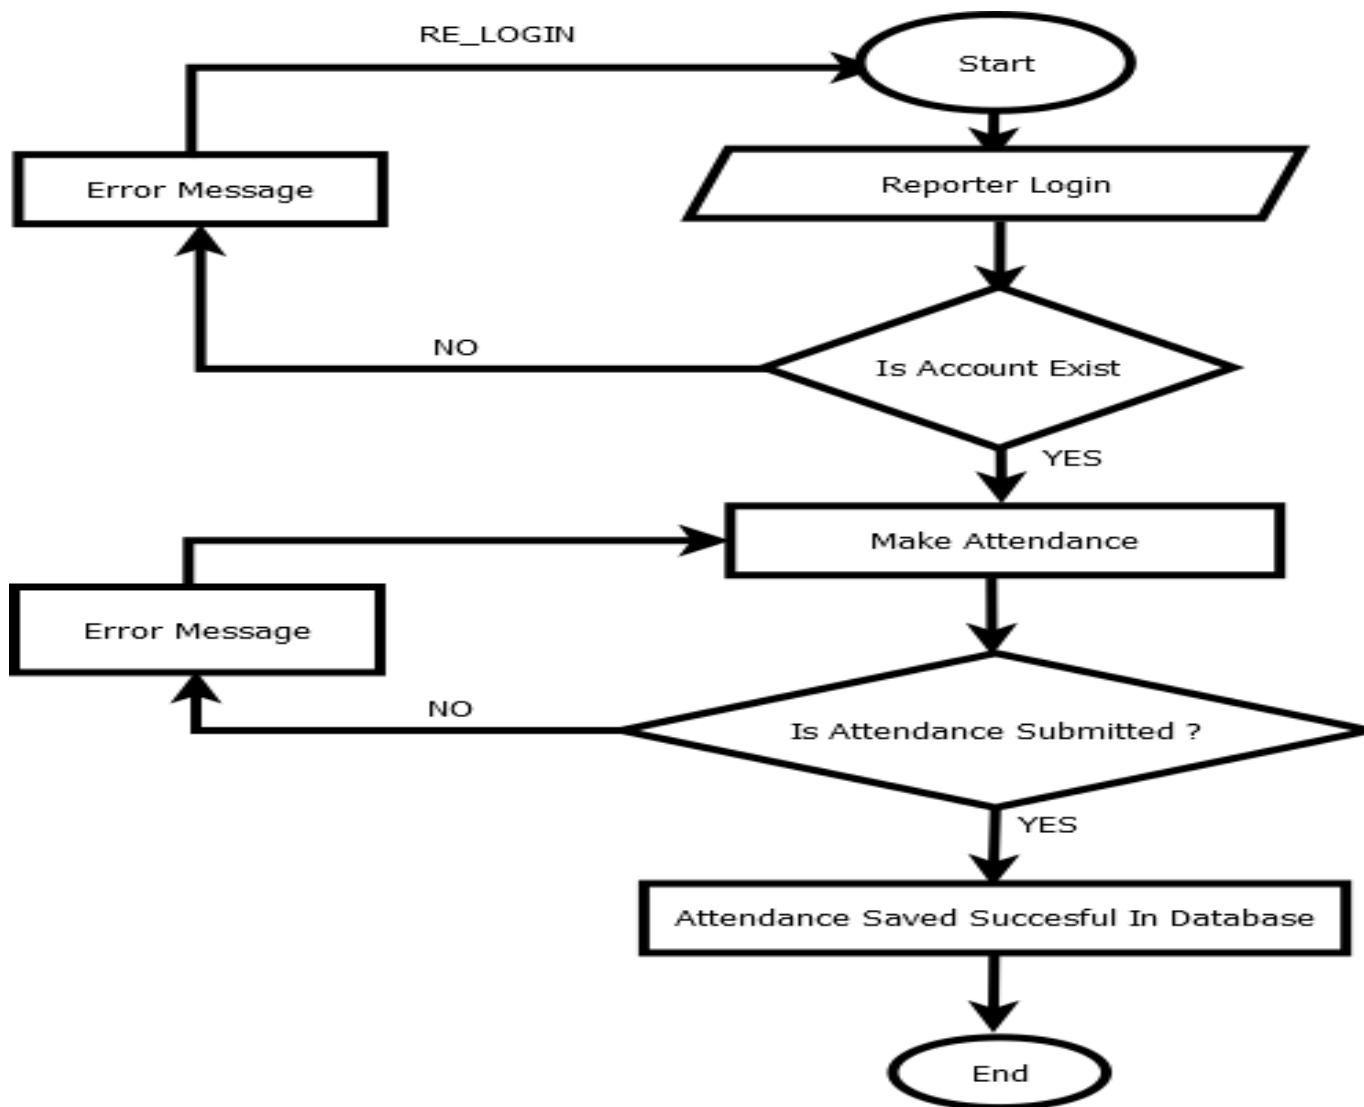 RE_LOGIN
Start
Error Message
Reporter Login
NO
Is Account Exist
YES
Make Attendance
Error Message
NO
Is Attendance Submitted ?
YES
Attendance Saved Succesful In Database
End